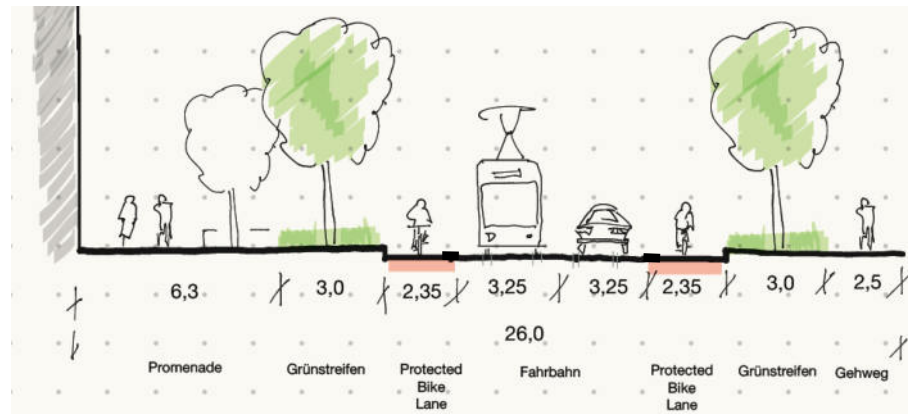 6,3 3,0 2,35 3,25 3,25 2,35 3,0 2,5
26,0
Promenade Grünstreifen Protected Bike Lane Fahrbahn Protected Bike Lane Grünstreifen Gehweg